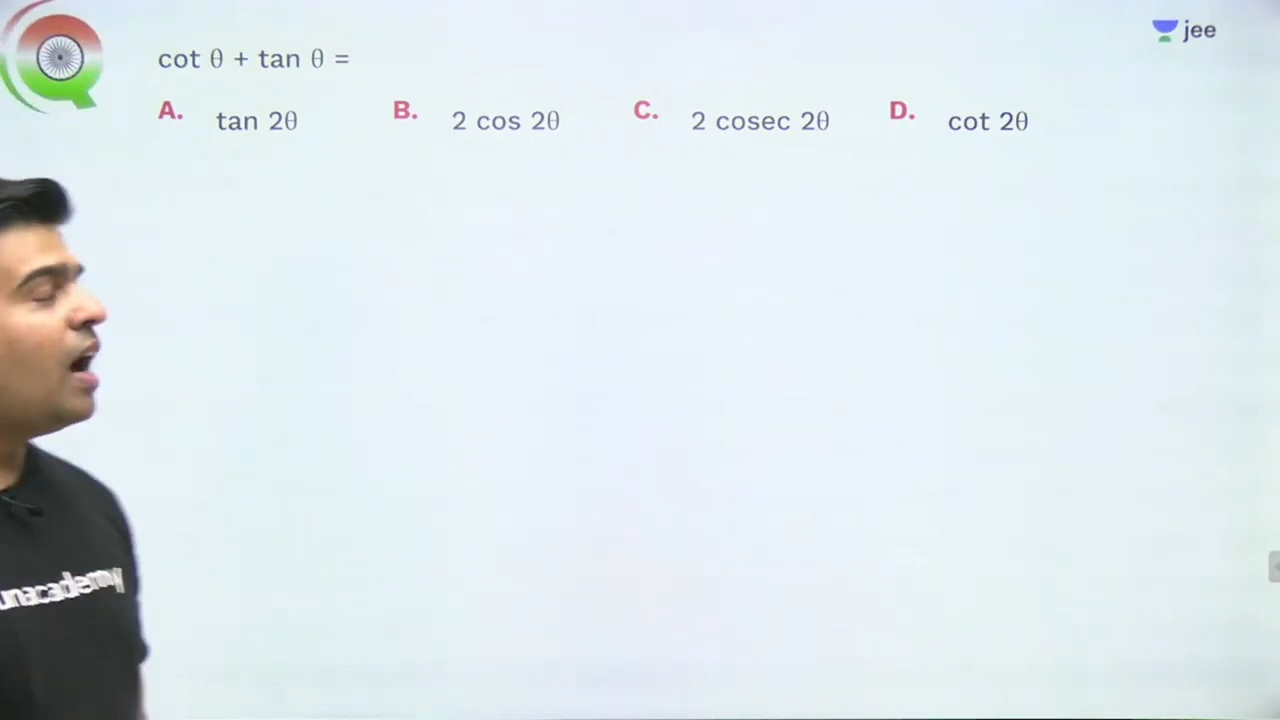 jee
cot θ + tan θ =
A. tan 2θ B. 2 cos 2θ C. 2 cosec 2θ D. cot 2θ
unacademy